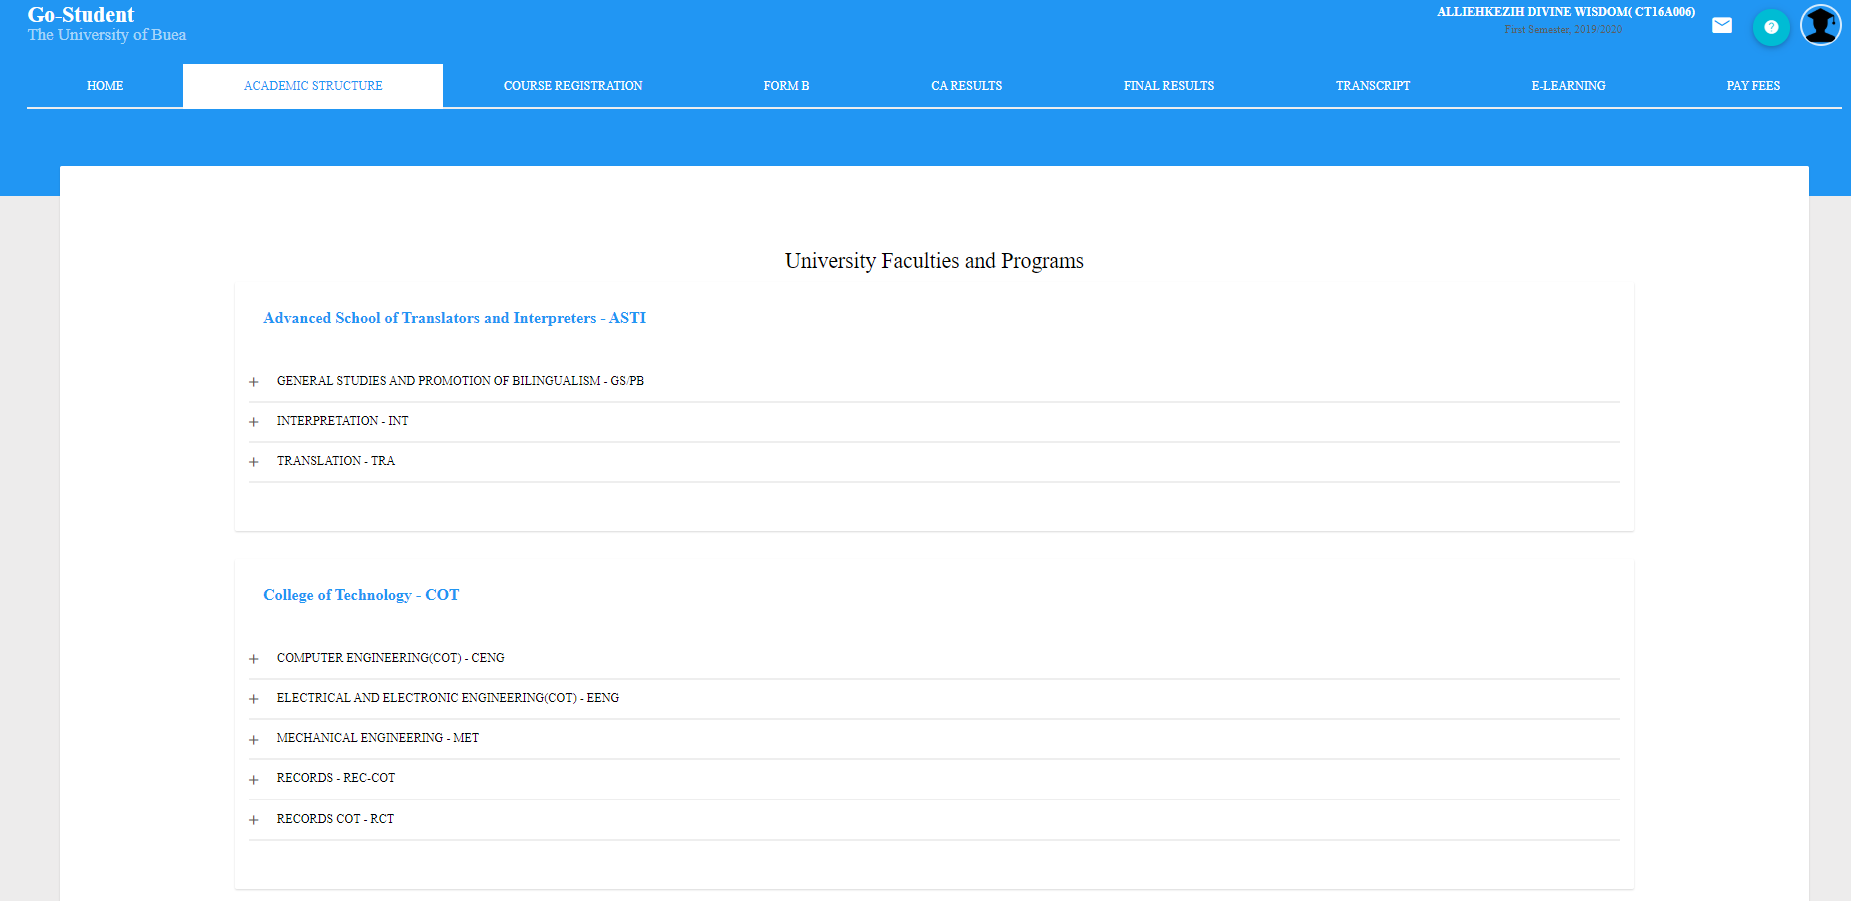 Go-Student
The University of Buea
ALLIEHKEZIH DIVINE WISDOM( CT16A006)
First Semester, 2019/2020
HOME
ACADEMIC STRUCTURE
COURSE REGISTRATION
FORM B
CA RESULTS
FINAL RESULTS
TRANSCRIPT
E-LEARNING
PAY FEES
University Faculties and Programs
Advanced School of Translators and Interpreters - ASTI
+ GENERAL STUDIES AND PROMOTION OF BILINGUALISM - GS/PB
+ INTERPRETATION - INT
+ TRANSLATION - TRA
College of Technology - COT
+ COMPUTER ENGINEERING(COT) - CENG
+ ELECTRICAL AND ELECTRONIC ENGINEERING(COT) - EENG
+ MECHANICAL ENGINEERING - MET
+ RECORDS - REC-COT
+ RECORDS COT - RCT